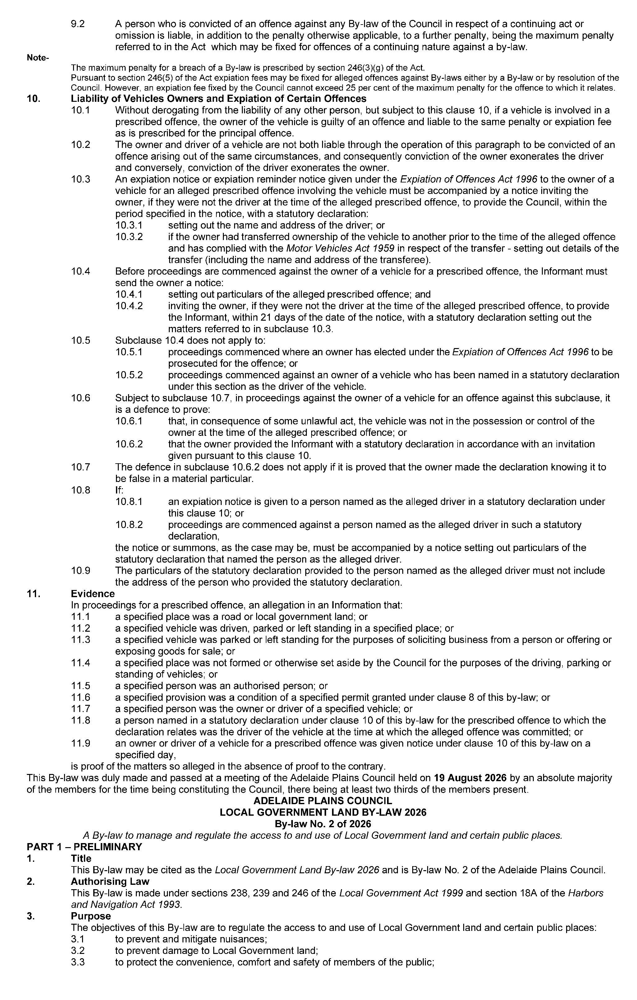 9.2 A person who is convicted of an offence against any By-law of the Council in respect of a continuing act or
omission is liable, in addition to the penalty otherwise applicable, to a further penalty, being the maximum penalty
referred to in the Act which may be fixed for offences of a continuing nature against a by-law.
Note-
The maximum penalty for a breach of a By-law is prescribed by section 246(3)(g) of the Act.
Pursuant to section 246(5) of the Act expiation fees may be fixed for alleged offences against By-laws either by a By-law or by resolution of the
Council. However, an expiation fee fixed by the Council cannot exceed 25 per cent of the maximum penalty for the offence to which it relates.
10. Liability of Vehicles Owners and Expiation of Certain Offences
10.1 Without derogating from the liability of any other person, but subject to this clause 10, if a vehicle is involved in a
prescribed offence, the owner of the vehicle is guilty of an offence and liable to the same penalty or expiation fee
as is prescribed for the principal offence.
10.2 The owner and driver of a vehicle are not both liable through the operation of this paragraph to be convicted of an
offence arising out of the same circumstances, and consequently conviction of the owner exonerates the driver
and conversely, conviction of the driver exonerates the owner.
10.3 An expiation notice or expiation reminder notice given under the Expiation of Offences Act 1996 to the owner of a
vehicle for an alleged prescribed offence involving the vehicle must be accompanied by a notice inviting the
owner, if they were not the driver at the time of the alleged prescribed offence, to provide the Council, within the
period specified in the notice, with a statutory declaration:
10.3.1 setting out the name and address of the driver; or
10.3.2 if the owner had transferred ownership of the vehicle to another prior to the time of the alleged offence
and has complied with the Motor Vehicles Act 1959 in respect of the transfer - setting out details of the
transfer (including the name and address of the transferee).
10.4 Before proceedings are commenced against the owner of a vehicle for a prescribed offence, the Informant must
send the owner a notice:
10.4.1 setting out particulars of the alleged prescribed offence; and
10.4.2 inviting the owner, if they were not the driver at the time of the alleged prescribed offence, to provide
the Informant, within 21 days of the date of the notice, with a statutory declaration setting out the
matters referred to in subclause 10.3.
10.5 Subclause 10.4 does not apply to:
10.5.1 proceedings commenced where an owner has elected under the Expiation of Offences Act 1996 to be
prosecuted for the offence; or
10.5.2 proceedings commenced against an owner of a vehicle who has been named in a statutory declaration
under this section as the driver of the vehicle.
10.6 Subject to subclause 10.7, in proceedings against the owner of a vehicle for an offence against this subclause, it
is a defence to prove:
10.6.1 that, in consequence of some unlawful act, the vehicle was not in the possession or control of the
owner at the time of the alleged prescribed offence; or
10.6.2 that the owner provided the Informant with a statutory declaration in accordance with an invitation
given pursuant to this clause 10.
10.7 The defence in subclause 10.6.2 does not apply if it is proved that the owner made the declaration knowing it to
be false in a material particular.
10.8 If:
10.8.1 an expiation notice is given to a person named as the alleged driver in a statutory declaration under
this clause 10; or
10.8.2 proceedings are commenced against a person named as the alleged driver in such a statutory
declaration,
the notice or summons, as the case may be, must be accompanied by a notice setting out particulars of the
statutory declaration that named the person as the alleged driver.
10.9 The particulars of the statutory declaration provided to the person named as the alleged driver must not include
the address of the person who provided the statutory declaration.
11. Evidence
In proceedings for a prescribed offence, an allegation in an Information that:
11.1 a specified place was a road or local government land; or
11.2 a specified vehicle was driven, parked or left standing in a specified place; or
11.3 a specified vehicle was parked or left standing for the purposes of soliciting business from a person or offering or
exposing goods for sale; or
11.4 a specified place was not formed or otherwise set aside by the Council for the purposes of the driving, parking or
standing of vehicles; or
11.5 a specified person was an authorised person; or
11.6 a specified provision was a condition of a specified permit granted under clause 8 of this by-law; or
11.7 a specified person was the owner or driver of a specified vehicle; or
11.8 a person named in a statutory declaration under clause 10 of this by-law for the prescribed offence to which the
declaration relates was the driver of the vehicle at the time at which the alleged offence was committed; or
11.9 an owner or driver of a vehicle for a prescribed offence was given notice under clause 10 of this by-law on a
specified day,
is proof of the matters so alleged in the absence of proof to the contrary.
This By-law was duly made and passed at a meeting of the Adelaide Plains Council held on 19 August 2026 by an absolute majority
of the members for the time being constituting the Council, there being at least two thirds of the members present.
ADELAIDE PLAINS COUNCIL
LOCAL GOVERNMENT LAND BY-LAW 2026
By-law No. 2 of 2026
A By-law to manage and regulate the access to and use of Local Government land and certain public places.
PART 1 – PRELIMINARY
1. Title
This By-law may be cited as the Local Government Land By-law 2026 and is By-law No. 2 of the Adelaide Plains Council.
2. Authorising Law
This By-law is made under sections 238, 239 and 246 of the Local Government Act 1999 and section 18A of the Harbors
and Navigation Act 1993.
3. Purpose
The objectives of this By-law are to regulate the access to and use of Local Government land and certain public places:
3.1 to prevent and mitigate nuisances;
3.2 to prevent damage to Local Government land;
3.3 to protect the convenience, comfort and safety of members of the public;